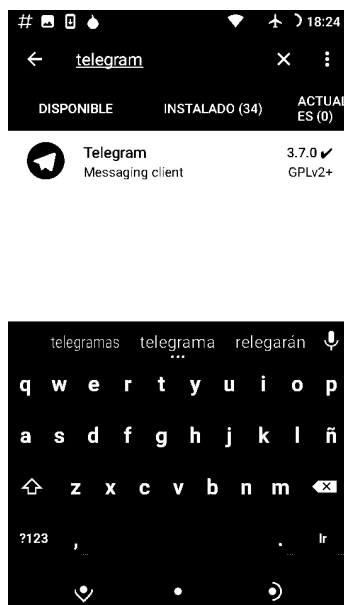 # 18:24
telegram
DISPONIBLE INSTALADO (34) ACTUAL
ES (0)
Telegram 3.7.0 ✔
Messaging client GPLv2+
telegramas telegrama relegarán
q w e r t y u i o p
a s d f g h j k l ñ
z x c v b n m
?123 , . Ir